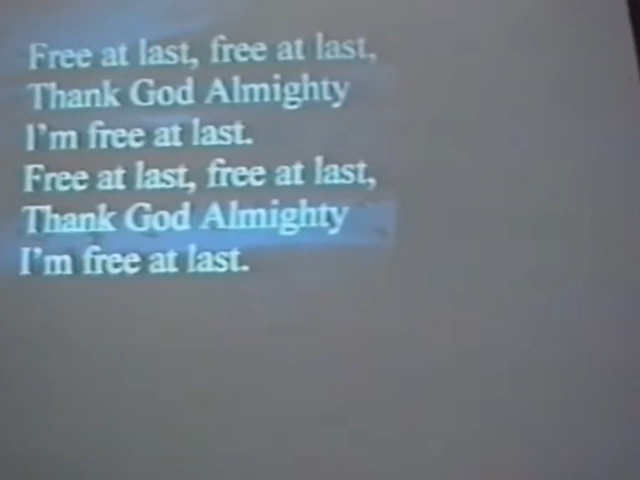 Free at last, free at last,
Thank God Almighty
I'm free at last.
Free at last, free at last,
Thank God Almighty
I'm free at last.